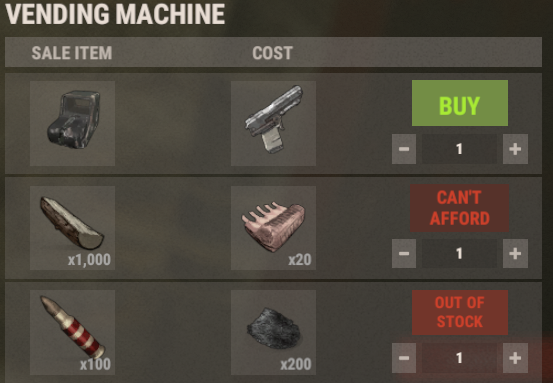 VENDING MACHINE
SALE ITEM COST
BUY
- 1 +
x1,000 x20
CAN'T
AFFORD
- 1 +
x100 x200
OUT OF
STOCK
- 1 +